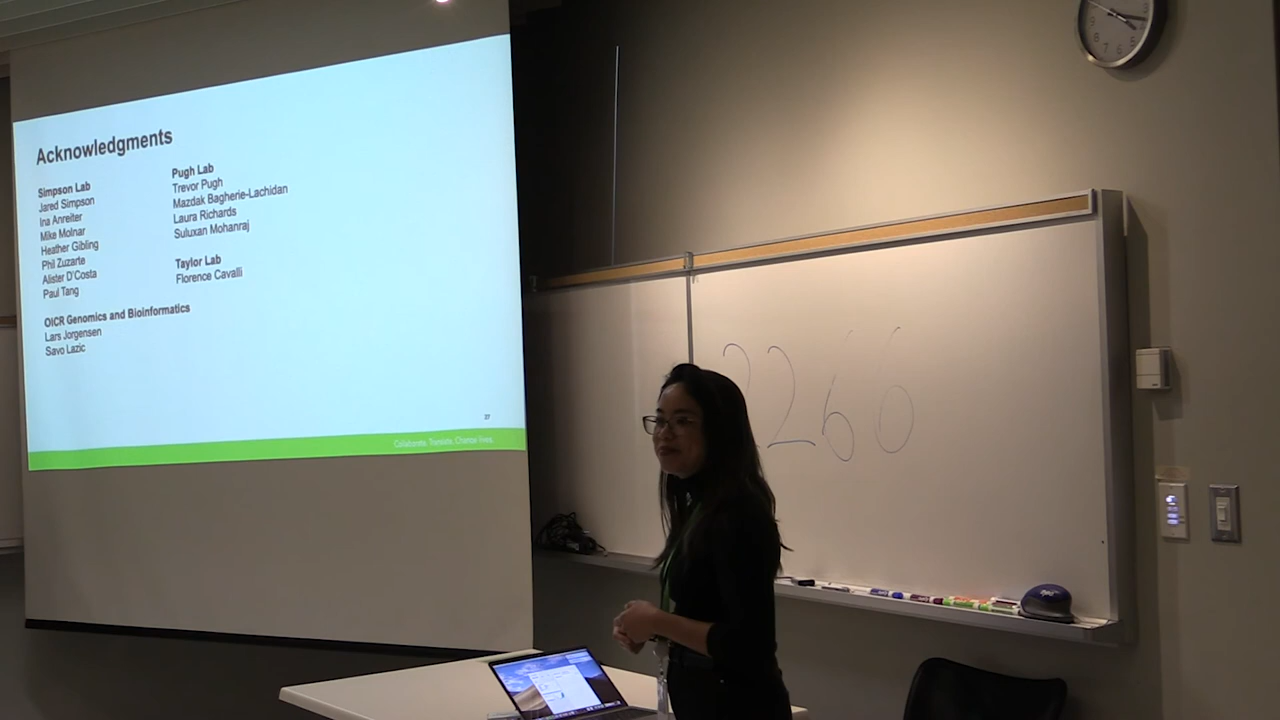 Acknowledgments
Simpson Lab
Jared Simpson
Ina Anreiter
Mike Molnar
Heather Gibling
Phil Zuzarte
Alister D'Costa
Paul Tang
OICR Genomics and Bioinformatics
Lars Jorgensen
Savo Lazic
Pugh Lab
Trevor Pugh
Mazdak Bagherie-Lachidan
Laura Richards
Suluxan Mohanraj
Taylor Lab
Florence Cavalli
27
Collaborate. Translate. Change lives.
2266